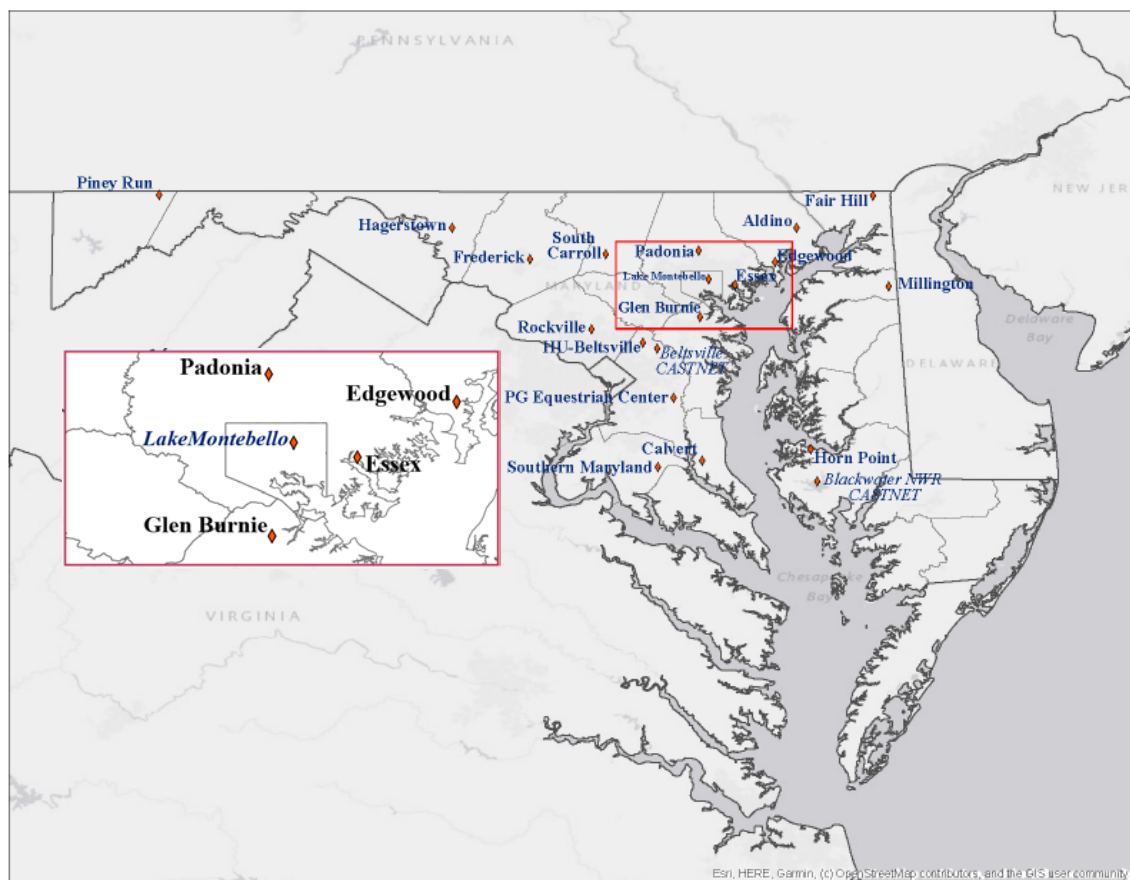 PENNSYLVANIA
Piney Run
Fair Hill
NEW JER
Hagerstown
Aldino
South
Carroll
Frederick
Padonia
Edgewood
Lake Montebello
Essex
MARYLAND
Millington
Glen Burnie
Rockville
Delaware
Bay
HU-Beltsville
Beltsville
CASTNET
DELAWARE
PG Equestrian Center
Calvert
Southern Maryland
Horn Point
Blackwater NWR
CASTNET
Padonia
Edgewood
LakeMontebello
Essex
Glen Burnie
Chesapeake
Bay
VIRGINIA
Esri, HERE, Garmin, (c) OpenStreetMap contributors, and the GIS user community